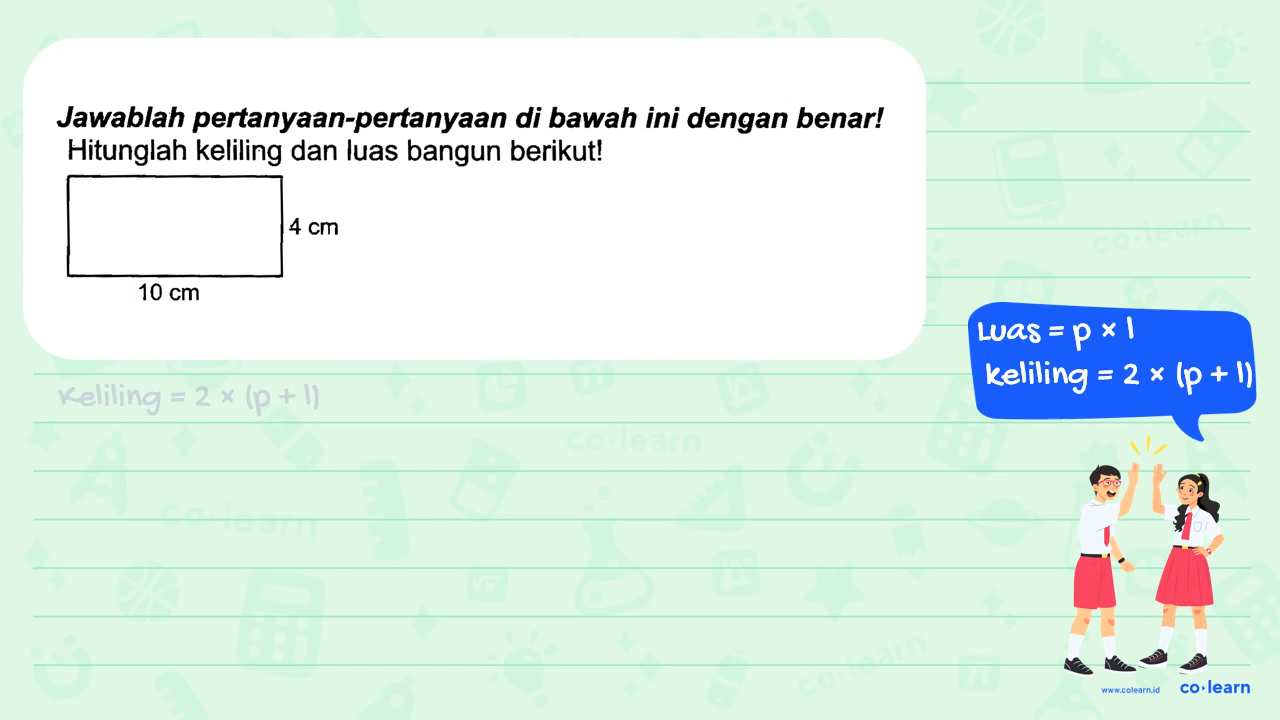 Jawablah pertanyaan-pertanyaan di bawah ini dengan benar!
Hitunglah keliling dan luas bangun berikut!
4 cm
10 cm
Luas = p × l
Keliling = 2 × (p + l)
Keliling = 2 × (p + l)
co·learn
co·learn
co·learn
co·learn
www.colearn.id
co·learn